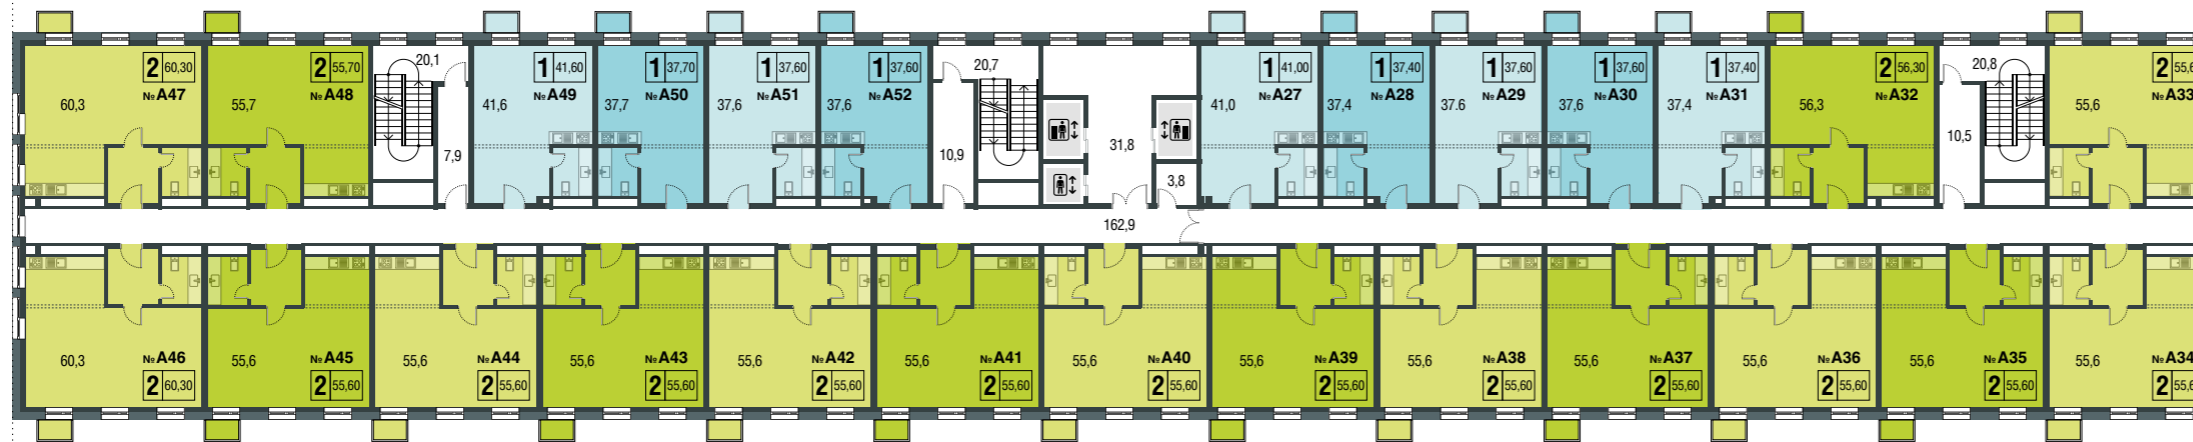 2 60,30
№A47
60,3
2 55,70
№A48
55,7
20,1
7,9
1 41,60
№A49
41,6
1 37,70
№A50
37,7
1 37,60
№A51
37,6
1 37,60
№A52
37,6
20,7
10,9
31,8
3,8
1 41,00
№A27
41,0
1 37,40
№A28
37,4
1 37,60
№A29
37.6
1 37,60
№A30
37,6
1 37,40
№A31
37,4
2 56,30
№A32
56,3
20,8
10,5
2 55,6
№A33
55,6
162,9
60,3
№A46
2 60,30
55,6
№A45
2 55,60
55,6
№A44
2 55,60
55,6
№A43
2 55,60
55,6
№A42
2 55,60
55,6
№A41
2 55,60
55,6
№A40
2 55,60
55,6
№A39
2 55,60
55,6
№A38
2 55,60
55,6
№A37
2 55,60
55,6
№A36
2 55,60
55,6
№A35
2 55,60
55,6
№A34
2 55,6